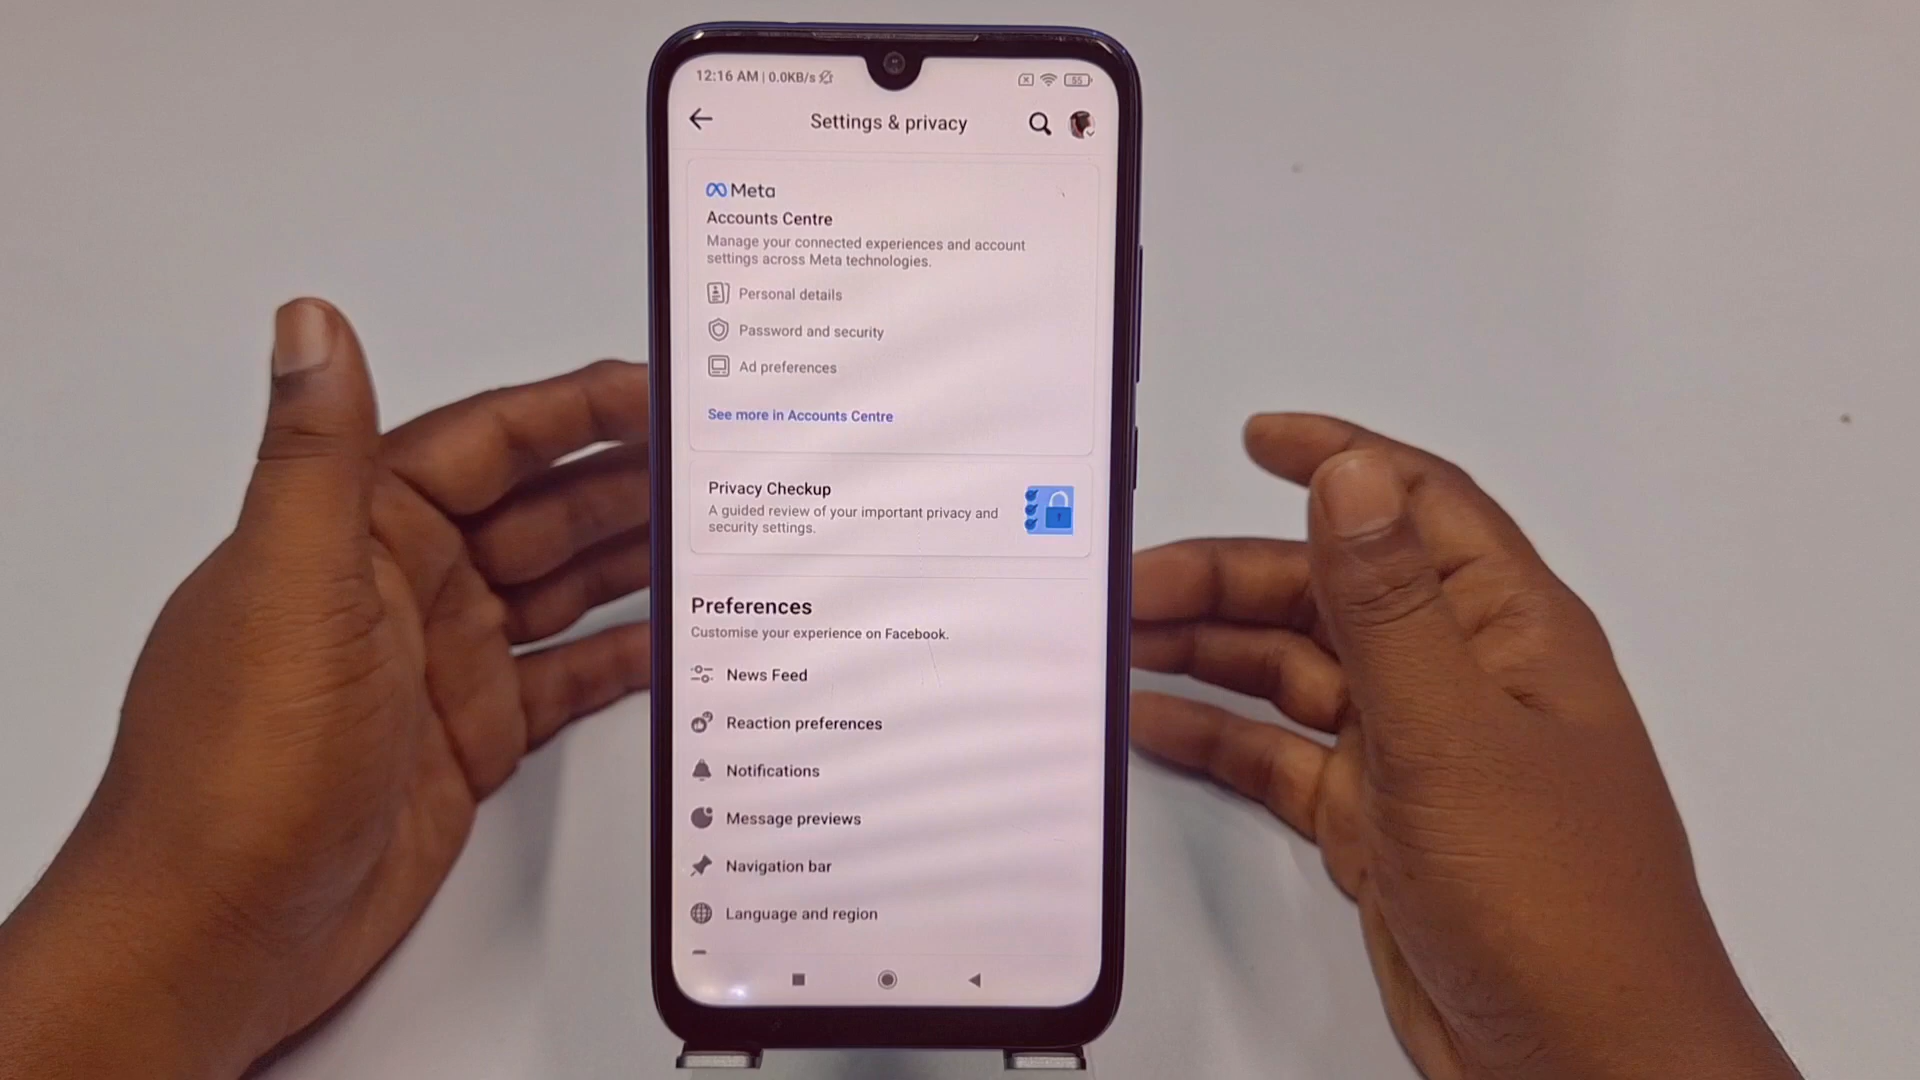 12:16 AM | 0.0KB/s
55
Settings & privacy
Meta
Accounts Centre
Manage your connected experiences and account
settings across Meta technologies.
Personal details
Password and security
Ad preferences
See more in Accounts Centre
Privacy Checkup
A guided review of your important privacy and
security settings.
Preferences
Customise your experience on Facebook.
News Feed
Reaction preferences
Notifications
Message previews
Navigation bar
Language and region